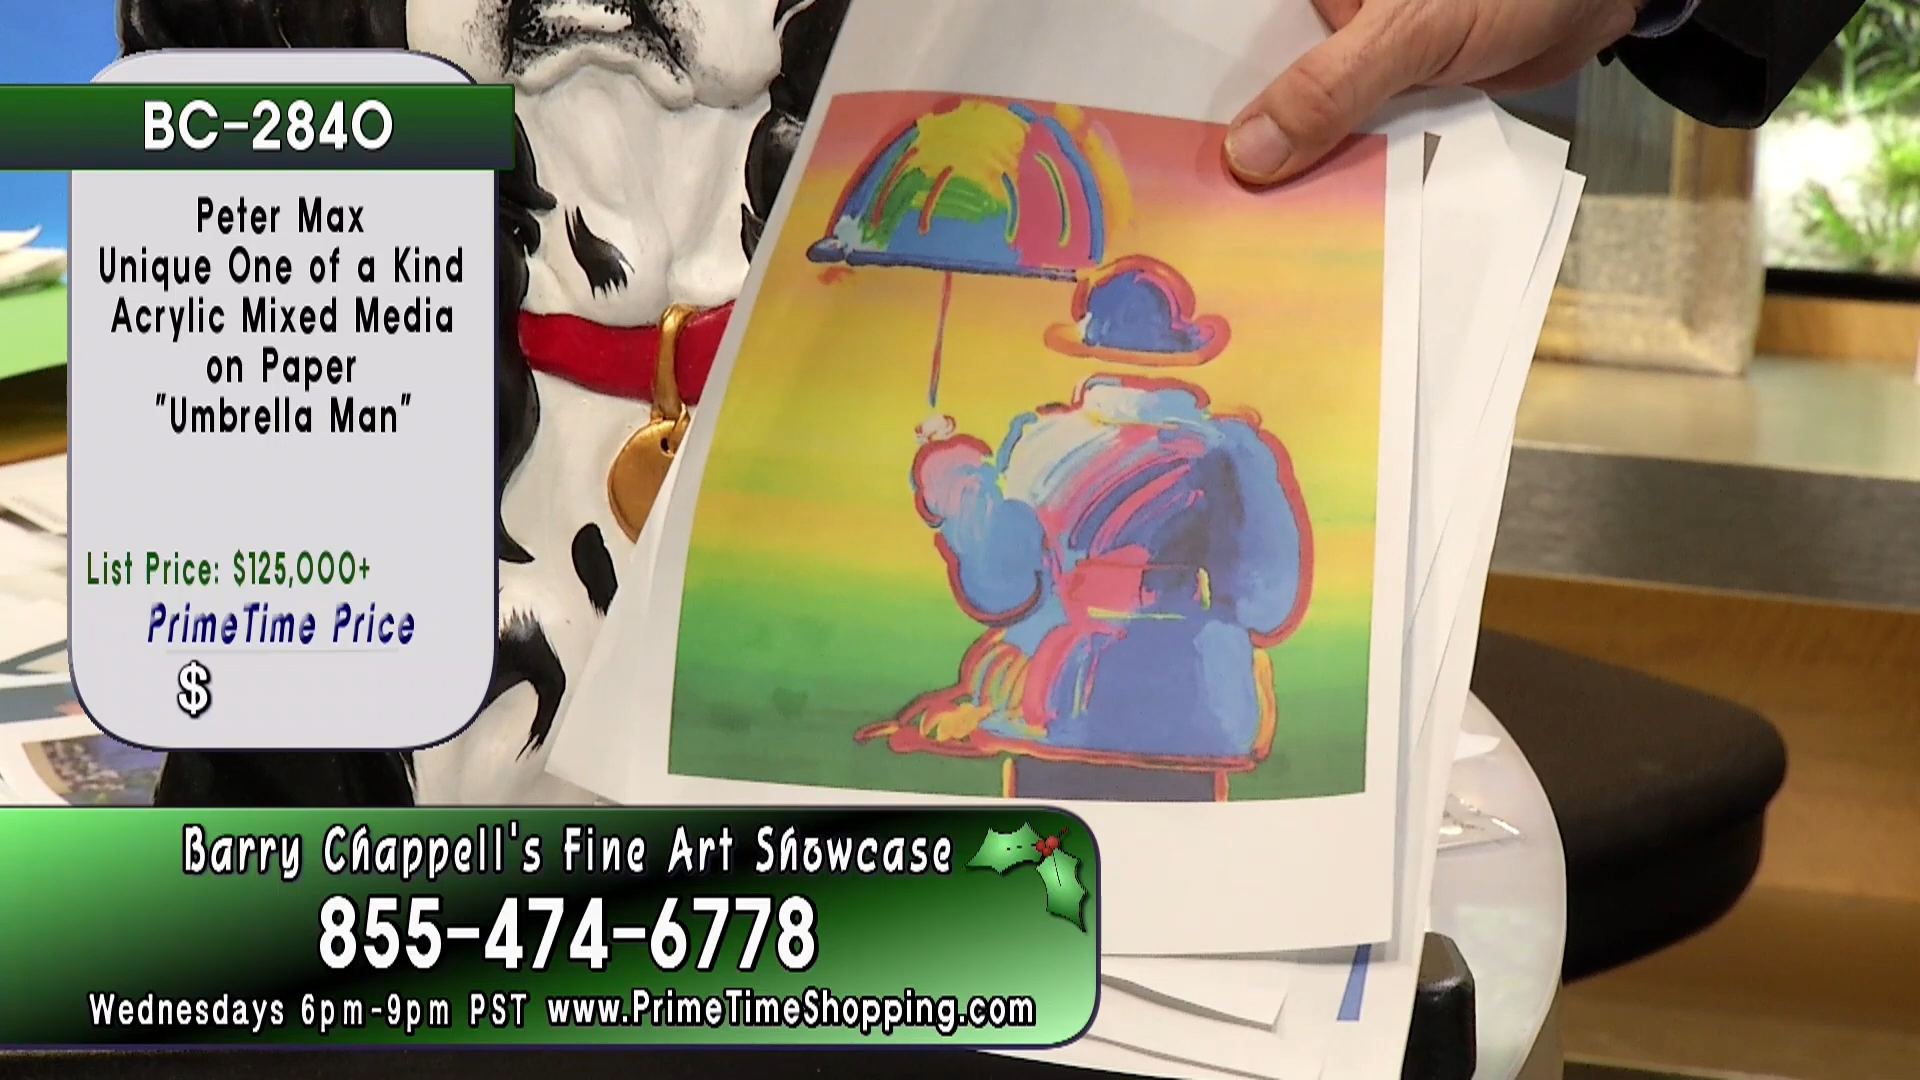 BC-2840
Peter Max
Unique One of a Kind
Acrylic Mixed Media
on Paper
"Umbrella Man"
List Price: $125,000+
PrimeTime Price
$
Barry Chappell's Fine Art Showcase
855-474-6778
Wednesdays 6pm-9pm PST www.PrimeTimeShopping.com